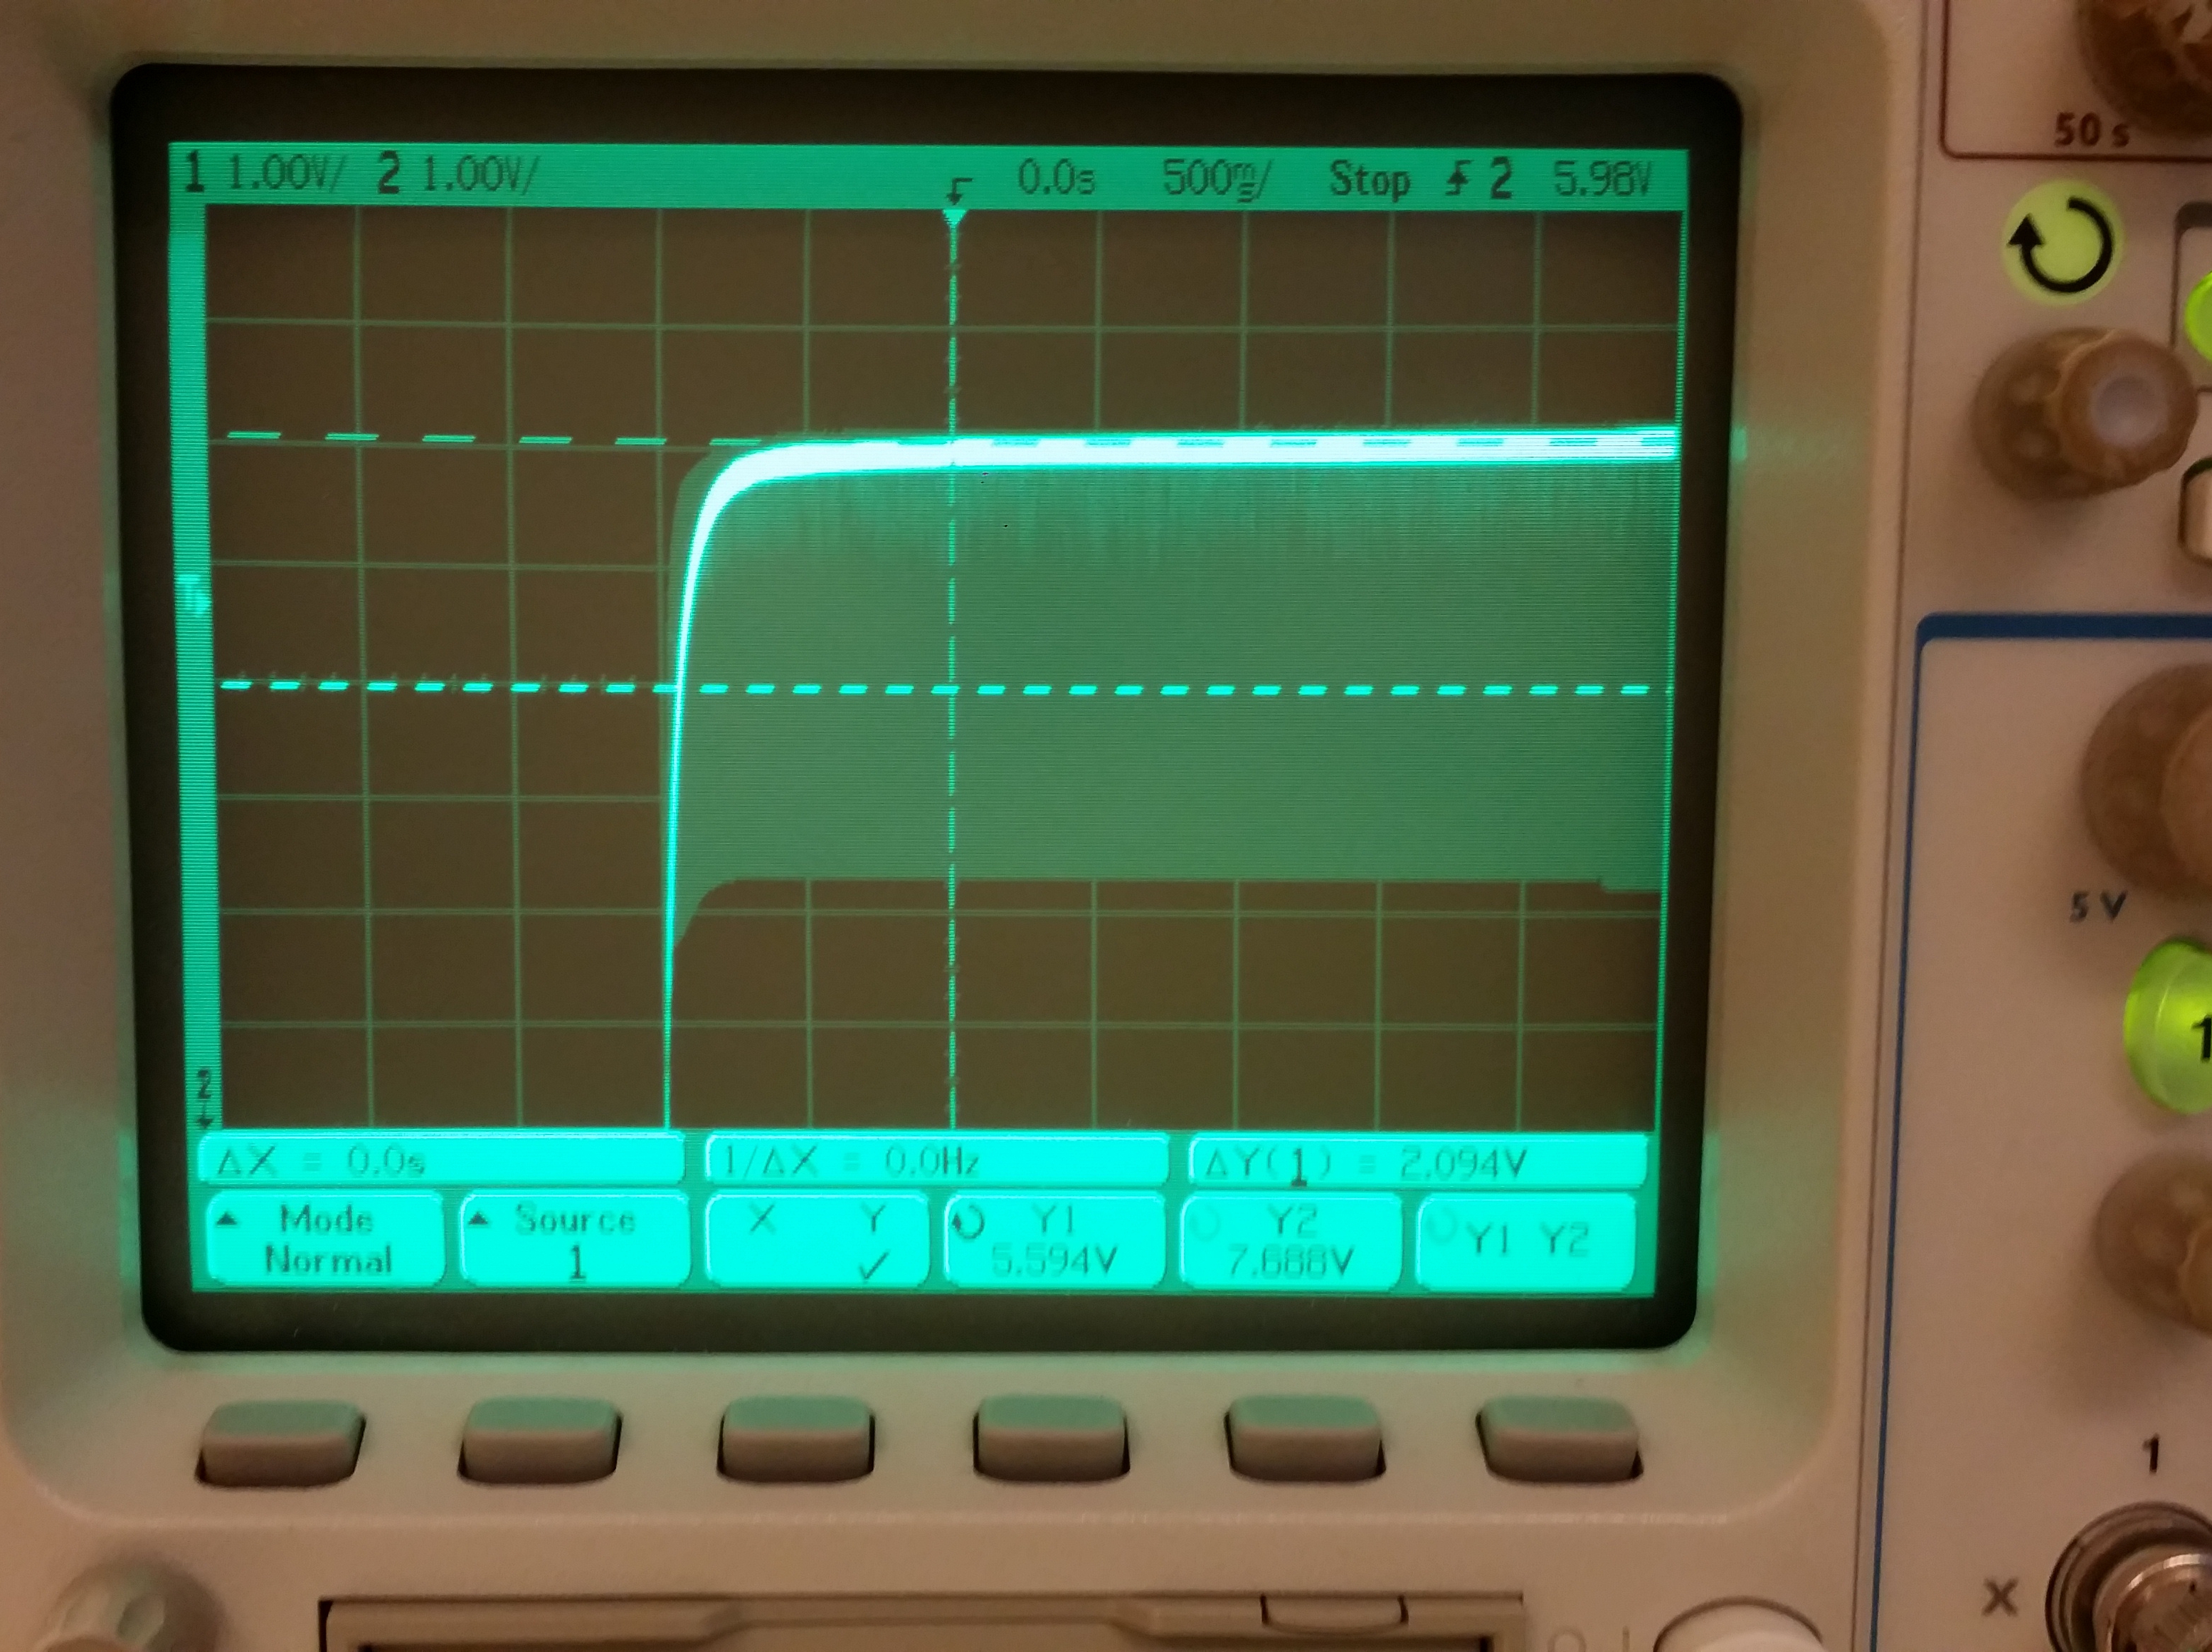 1 1.00V/ 2 1.00V/ 0.0s 500ms/ Stop 2 5.98V
50 s
2
5 V
1
ΔX = 0.0s 1/ΔX = 0.0Hz ΔY(1) = 2.094V
Mode Source X Y Y1 Y2 Y1 Y2
Normal 1 ✓ 5.594V 7.688V
1
X